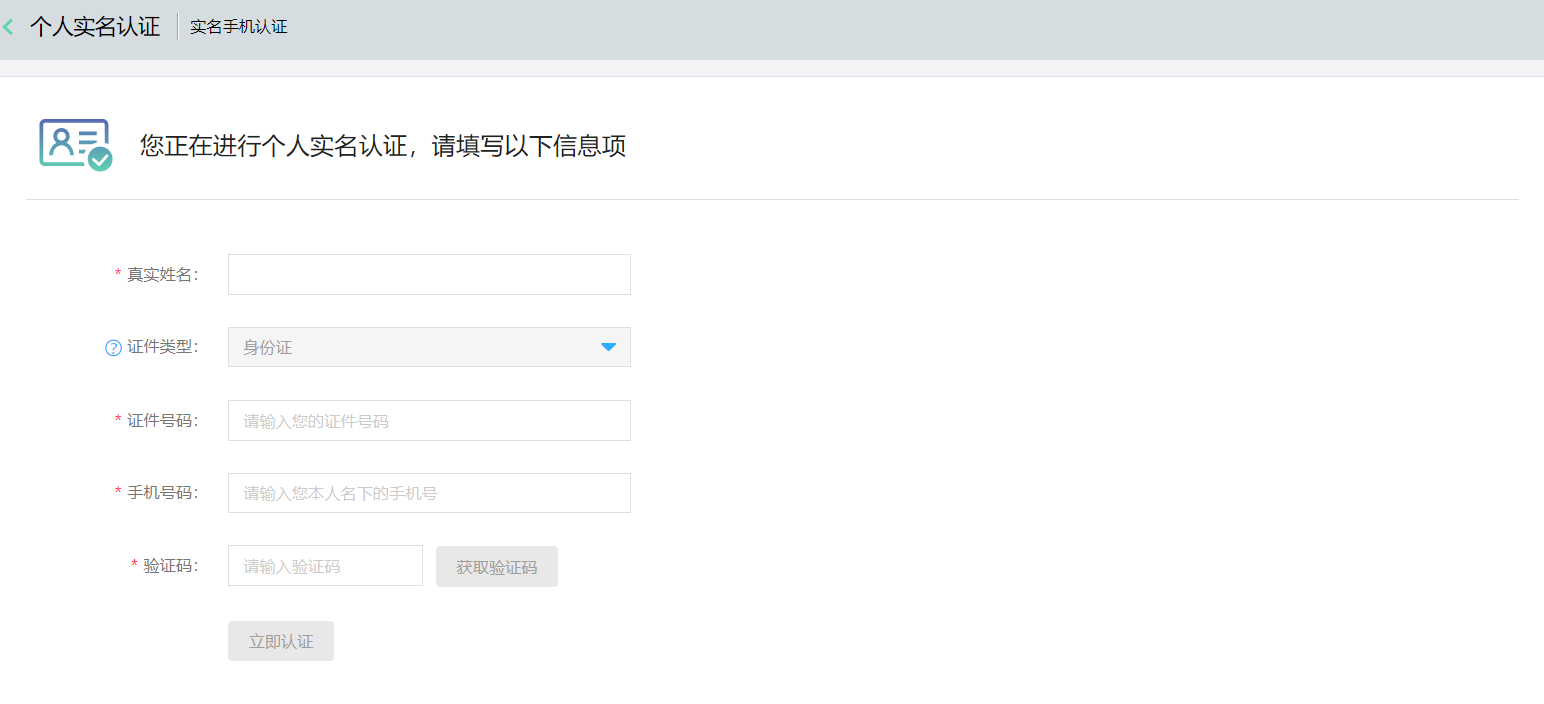 个人实名认证 实名手机认证
您正在进行个人实名认证，请填写以下信息项
* 真实姓名：
? 证件类型： 身份证
* 证件号码： 请输入您的证件号码
* 手机号码： 请输入您本人名下的手机号
* 验证码： 请输入验证码 获取验证码
立即认证